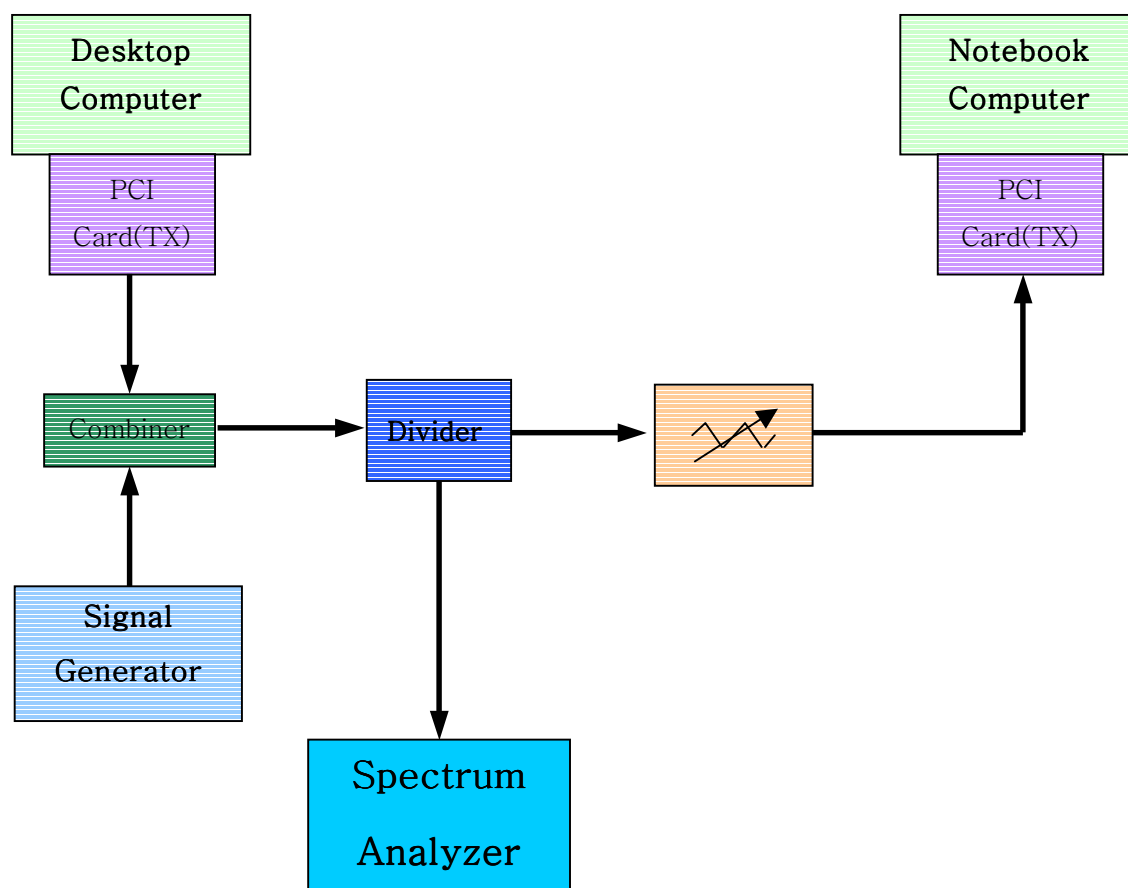 Desktop
Computer
Notebook
Computer
PCI
Card(TX)
PCI
Card(TX)
Combiner
Divider
Signal
Generator
Spectrum
Analyzer